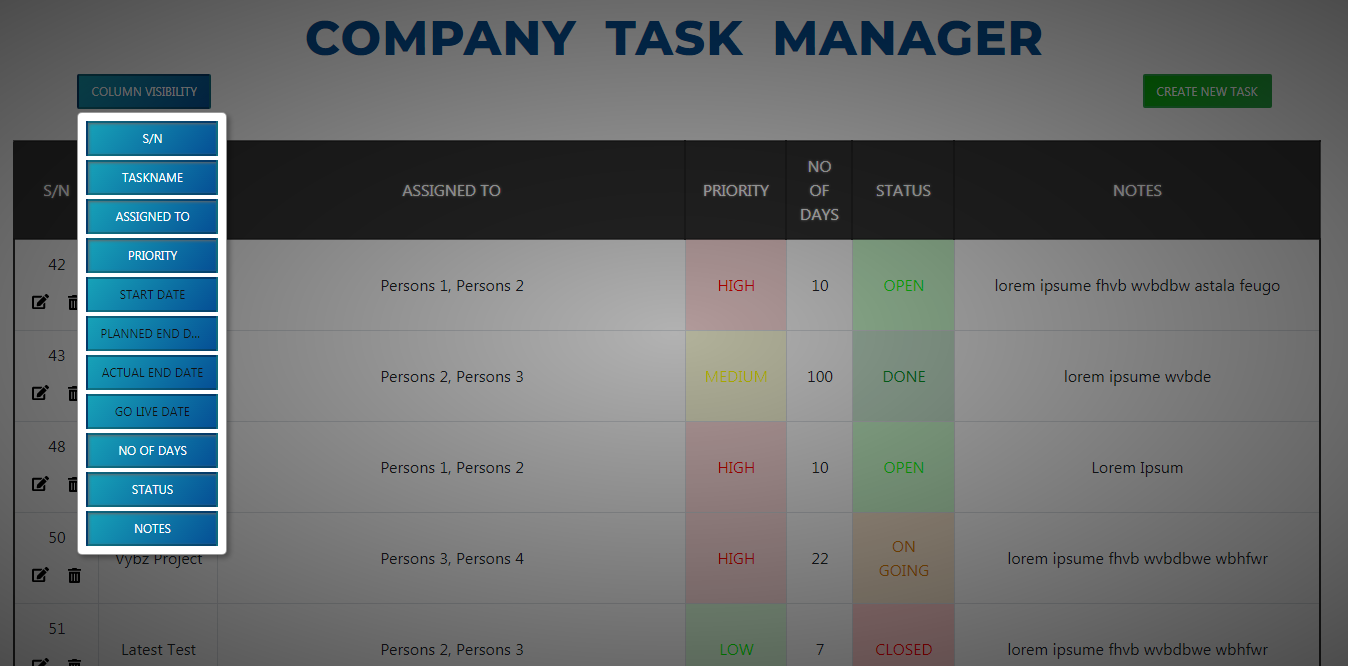 COMPANY TASK MANAGER
COLUMN VISIBILITY
CREATE NEW TASK
S/N
TASKNAME
ASSIGNED TO
PRIORITY
START DATE
PLANNED END D...
ACTUAL END DATE
GO LIVE DATE
NO OF DAYS
STATUS
NOTES
S/N
ASSIGNED TO
PRIORITY
NO
OF
DAYS
STATUS
NOTES
42
Persons 1, Persons 2
HIGH
10
OPEN
lorem ipsume fhvb wvbdbw astala feugo
43
Persons 2, Persons 3
MEDIUM
100
DONE
lorem ipsume wvbde
48
Persons 1, Persons 2
HIGH
10
OPEN
Lorem Ipsum
50
Vybz Project
Persons 3, Persons 4
HIGH
22
ON
GOING
lorem ipsume fhvb wvbdbwe wbhfwr
51
Latest Test
Persons 2, Persons 3
LOW
7
CLOSED
lorem ipsume fhvb wvbdbwe wbhfwr